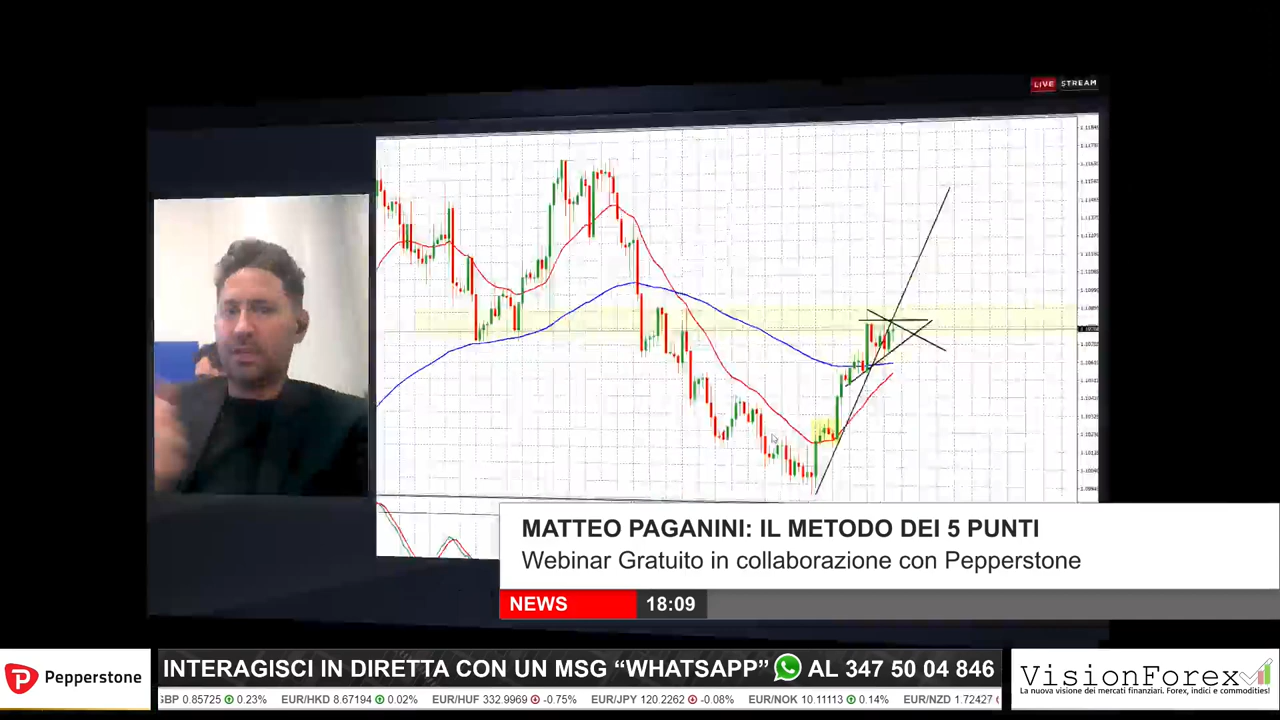 LIVE STREAM
MATTEO PAGANINI: IL METODO DEI 5 PUNTI
Webinar Gratuito in collaborazione con Pepperstone
NEWS 18:09
Pepperstone
INTERAGISCI IN DIRETTA CON UN MSG “WHATSAPP” AL 347 50 04 846
VisionForex
La nuova visione dei mercati finanziari. Forex, indici e commodities!
GBP 0.85725 0.23% EUR/HKD 8.67194 0.02% EUR/HUF 332.9969 -0.75% EUR/JPY 120.2262 -0.08% EUR/NOK 10.11113 0.14% EUR/NZD 1.72427